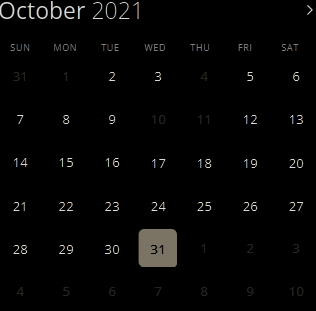 October 2021
SUN MON TUE WED THU FRI SAT
31 1 2 3 4 5 6
7 8 9 10 11 12 13
14 15 16 17 18 19 20
21 22 23 24 25 26 27
28 29 30 31 1 2 3
4 5 6 7 8 9 10